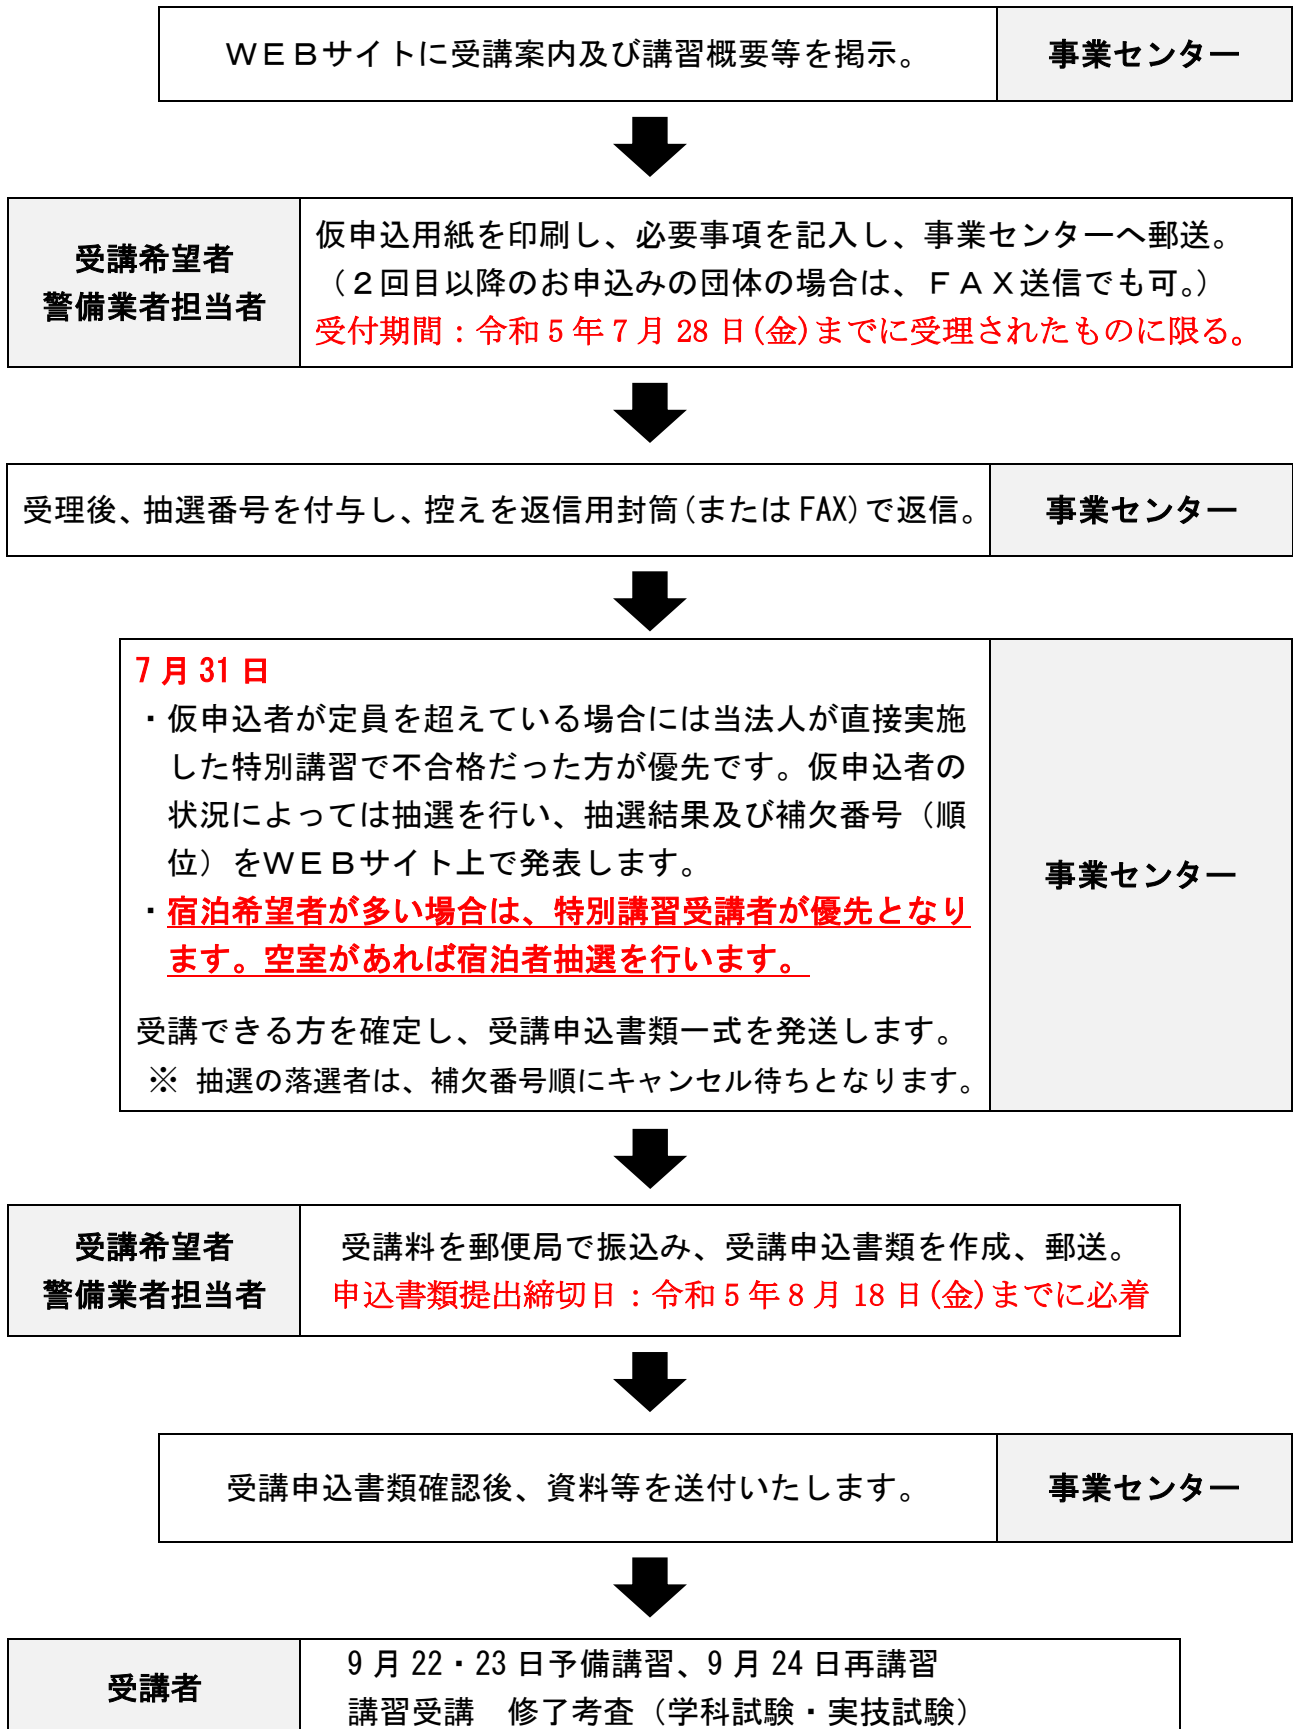 ＷＥＢサイトに受講案内及び講習概要等を掲示。
事業センター
受講希望者
警備業者担当者
仮申込用紙を印刷し、必要事項を記入し、事業センターへ郵送。
（２回目以降のお申込みの団体の場合は、ＦＡＸ送信でも可。）
受付期間：令和５年７月 28 日(金)までに受理されたものに限る。
受理後、抽選番号を付与し、控えを返信用封筒(または FAX)で返信。
事業センター
7 月 31 日
・仮申込者が定員を超えている場合には当法人が直接実施
した特別講習で不合格だった方が優先です。仮申込者の
状況によっては抽選を行い、抽選結果及び補欠番号（順
位）をＷＥＢサイト上で発表します。
・宿泊希望者が多い場合は、特別講習受講者が優先となり
ます。空室があれば宿泊者抽選を行います。
受講できる方を確定し、受講申込書類一式を発送します。
※ 抽選の落選者は、補欠番号順にキャンセル待ちとなります。
事業センター
受講希望者
警備業者担当者
受講料を郵便局で振込み、受講申込書類を作成、郵送。
申込書類提出締切日：令和５年８月 18 日(金)までに必着
受講申込書類確認後、資料等を送付いたします。
事業センター
受講者
9 月 22・23 日予備講習、9 月 24 日再講習
講習受講　修了考査（学科試験・実技試験）